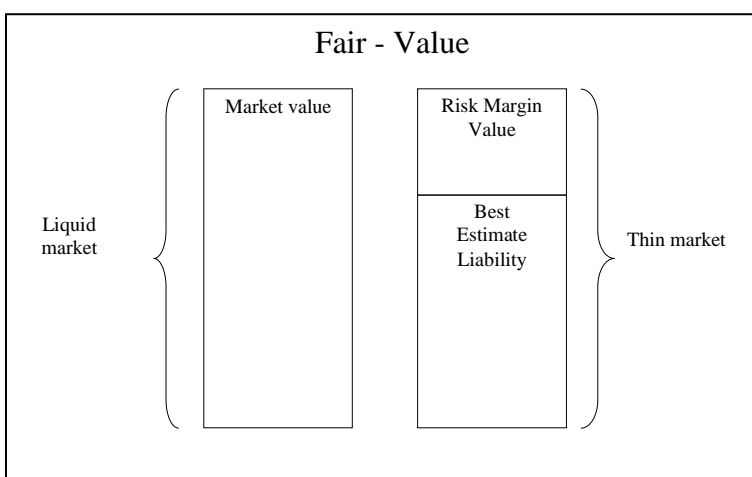 Fair - Value
Market value
Risk Margin
Value
Best
Estimate
Liability
Liquid
market
Thin market